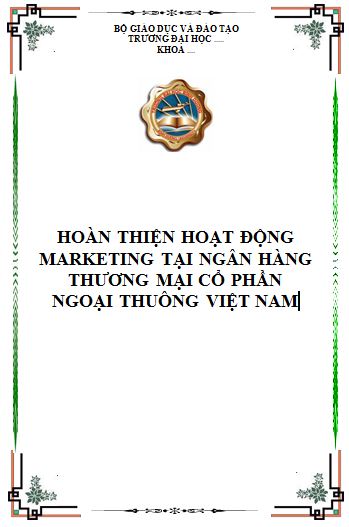 BỘ GIÁO DỤC VÀ ĐÀO TẠO
TRƯỜNG ĐẠI HỌC ....
KHOA ...
HOÀN THIỆN HOẠT ĐỘNG
MARKETING TẠI NGÂN HÀNG
THƯƠNG MẠI CỔ PHẦN
NGOẠI THUÔNG VIỆT NAM